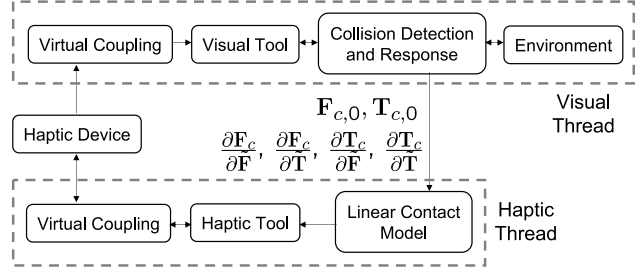 Virtual Coupling
Visual Tool
Collision Detection
and Response
Environment
Visual
Thread
F_{c,0}, T_{c,0}
∂F_c/∂F̃, ∂F_c/∂T̃, ∂T_c/∂F̃, ∂T_c/∂T̃
Haptic Device
Virtual Coupling
Haptic Tool
Linear Contact
Model
Haptic
Thread